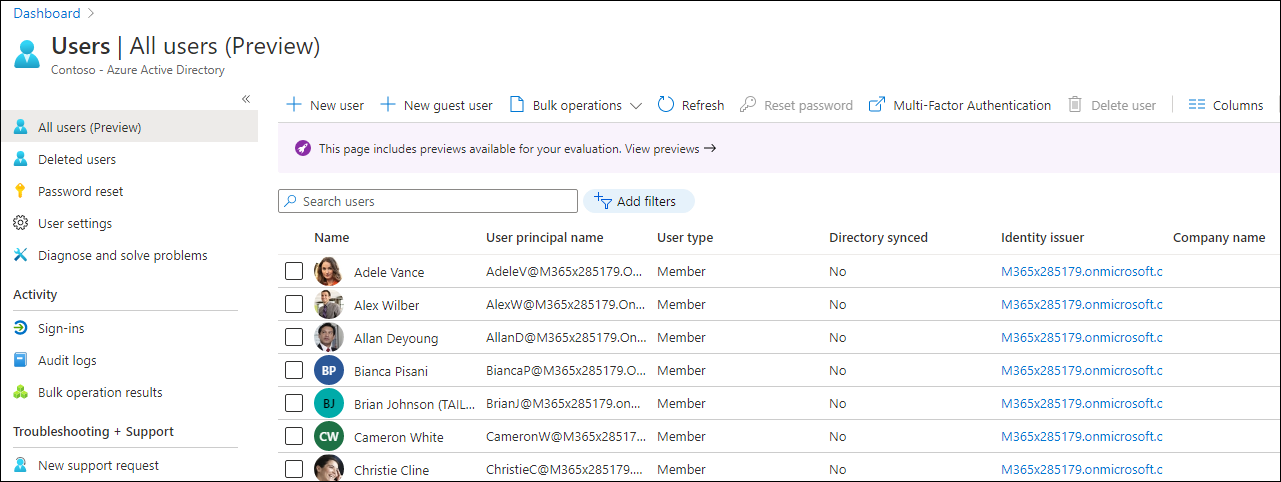 Dashboard >
Users | All users (Preview)
Contoso - Azure Active Directory
«
All users (Preview)
Deleted users
Password reset
User settings
Diagnose and solve problems
Activity
Sign-ins
Audit logs
Bulk operation results
Troubleshooting + Support
New support request
New user New guest user Bulk operations Refresh Reset password Multi-Factor Authentication Delete user Columns
This page includes previews available for your evaluation. View previews →
Search users Add filters
Name User principal name User type Directory synced Identity issuer Company name
Adele Vance AdeleV@M365x285179.O... Member No M365x285179.onmicrosoft.c
Alex Wilber AlexW@M365x285179.On... Member No M365x285179.onmicrosoft.c
Allan Deyoung AllanD@M365x285179.O... Member No M365x285179.onmicrosoft.c
BP Bianca Pisani BiancaP@M365x285179.O... Member No M365x285179.onmicrosoft.c
BJ Brian Johnson (TAIL... BrianJ@M365x285179.on... Member No M365x285179.onmicrosoft.c
CW Cameron White CameronW@M365x28517... Member No M365x285179.onmicrosoft.c
Christie Cline ChristieC@M365x285179.... Member No M365x285179.onmicrosoft.c